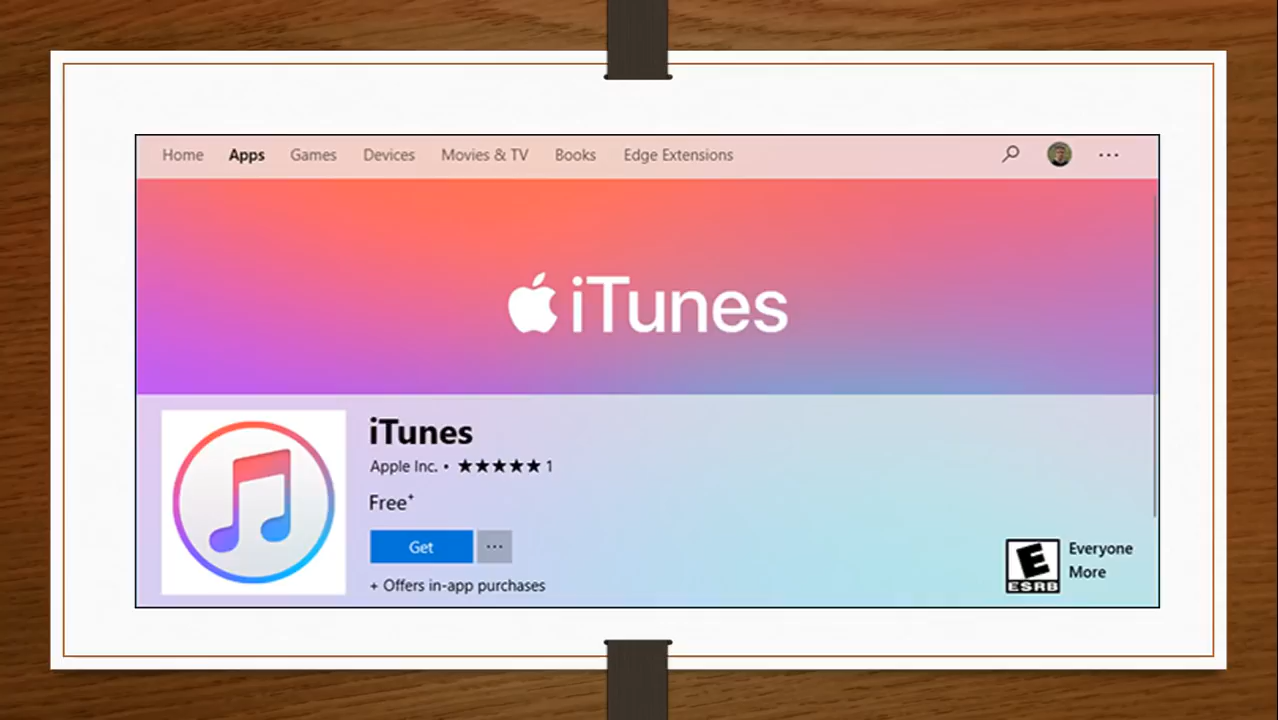 Home Apps Games Devices Movies & TV Books Edge Extensions ...
iTunes
iTunes
Apple Inc. • ★★★★★ 1
Free⁺
Get ...
+ Offers in-app purchases
E
ESRB
Everyone
More